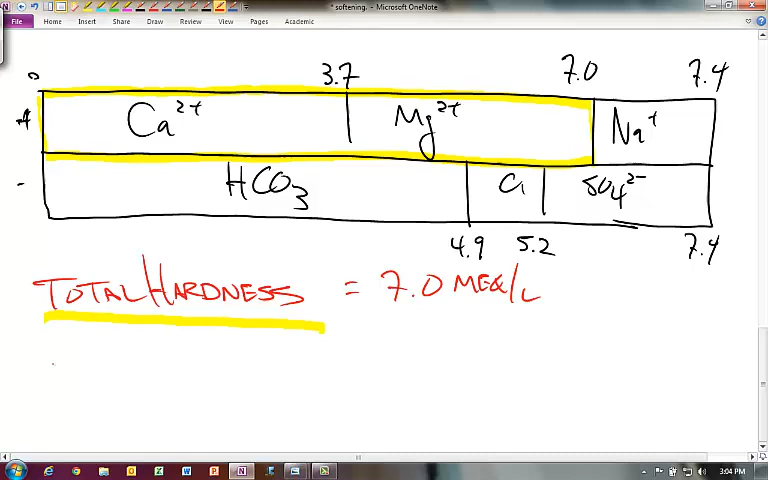 softening. - Microsoft OneNote
File Home Insert Share Draw Review View Pages Academic
0 3.7 7.0 7.4
+ Ca2+ Mg2+ Na+
- HCO3 Cl SO42-
4.9 5.2 7.4
TOTAL HARDNESS = 7.0 MEQ/L
3:04 PM